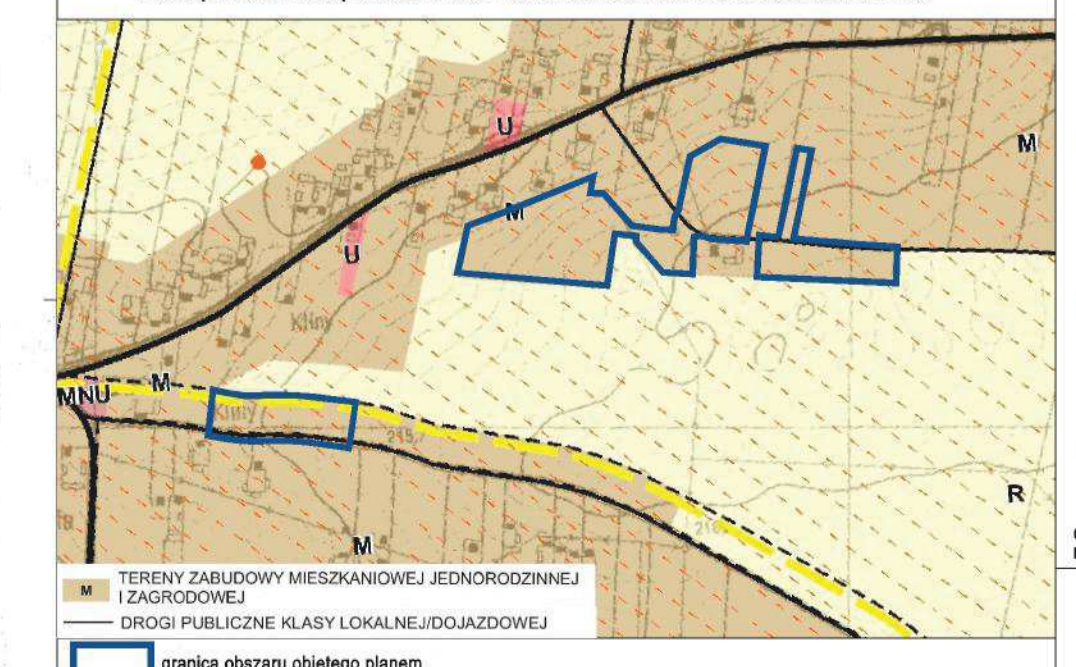 U
M
M
U
Kliny
M
MNU
Kliny
215,7
R
216
M
M TERENY ZABUDOWY MIESZKANIOWEJ JEDNORODZINNEJ
I ZAGRODOWEJ
DROGI PUBLICZNE KLASY LOKALNEJ/DOJAZDOWEJ
granica obszaru objętego planem